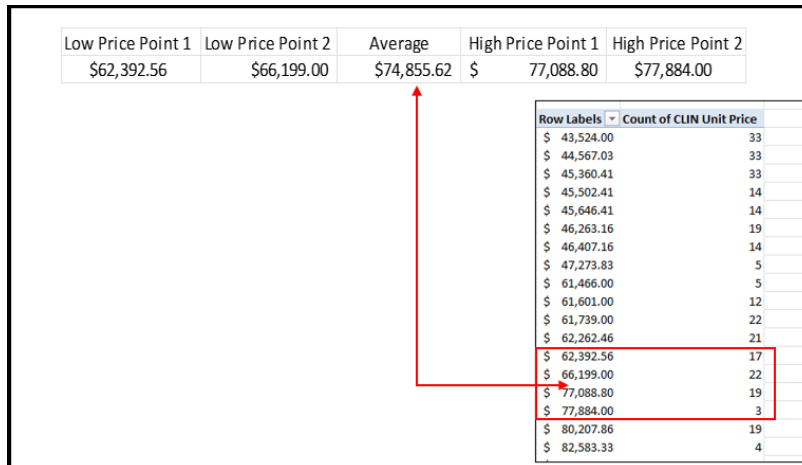 Low Price Point 1 Low Price Point 2 Average High Price Point 1 High Price Point 2
$62,392.56 $66,199.00 $74,855.62 $ 77,088.80 $77,884.00
Row Labels Count of CLIN Unit Price
$ 43,524.00 33
$ 44,567.03 33
$ 45,360.41 33
$ 45,502.41 14
$ 45,646.41 14
$ 46,263.16 19
$ 46,407.16 14
$ 47,273.83 5
$ 61,466.00 5
$ 61,601.00 12
$ 61,739.00 22
$ 62,262.46 21
$ 62,392.56 17
$ 66,199.00 22
$ 77,088.80 19
$ 77,884.00 3
$ 80,207.86 19
$ 82,583.33 4